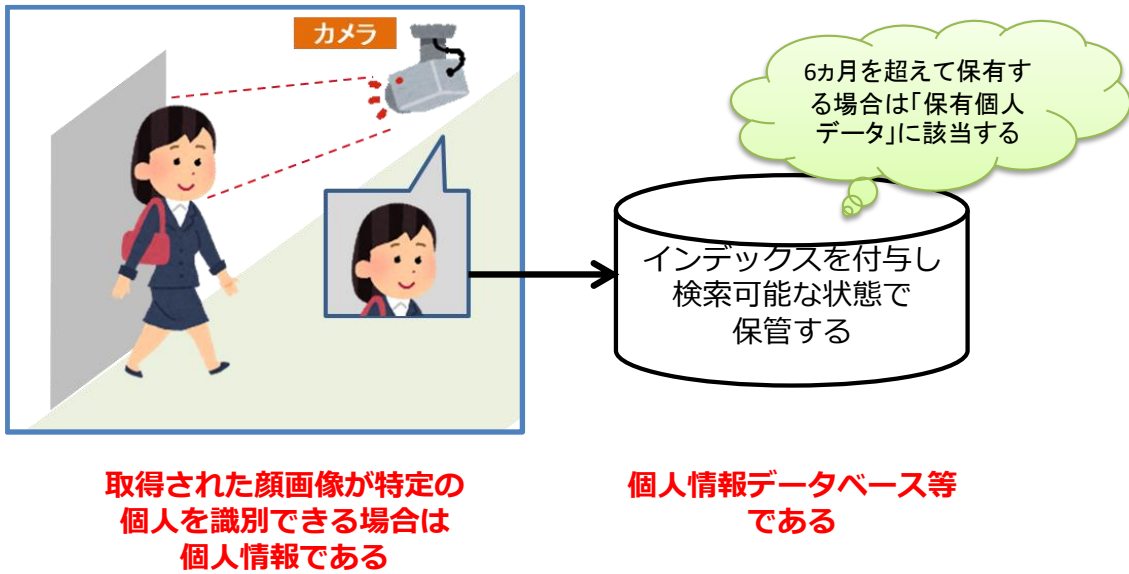 カメラ
6ヵ月を超えて保有す
る場合は「保有個人
データ」に該当する
インデックスを付与し
検索可能な状態で
保管する
取得された顔画像が特定の
個人を識別できる場合は
個人情報である
個人情報データベース等
である